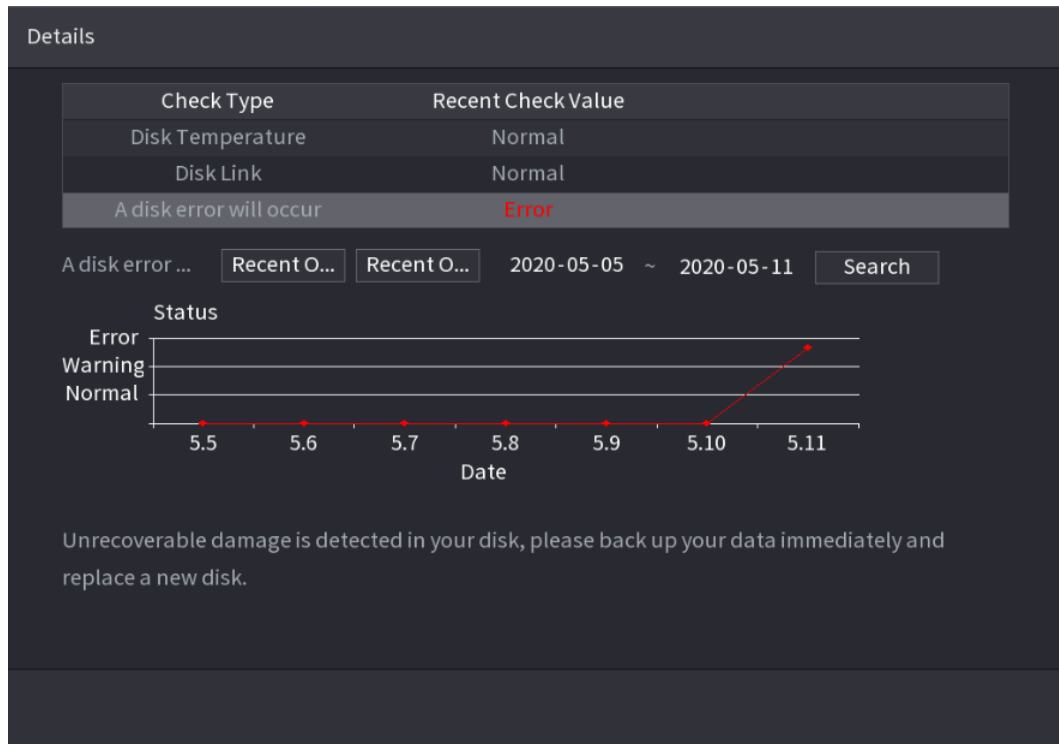 Details
Check Type Recent Check Value
Disk Temperature Normal
Disk Link Normal
A disk error will occur Error
A disk error ... Recent O... Recent O... 2020-05-05 ~ 2020-05-11 Search
Status
Error
Warning
Normal
5.5 5.6 5.7 5.8 5.9 5.10 5.11
Date
Unrecoverable damage is detected in your disk, please back up your data immediately and
replace a new disk.